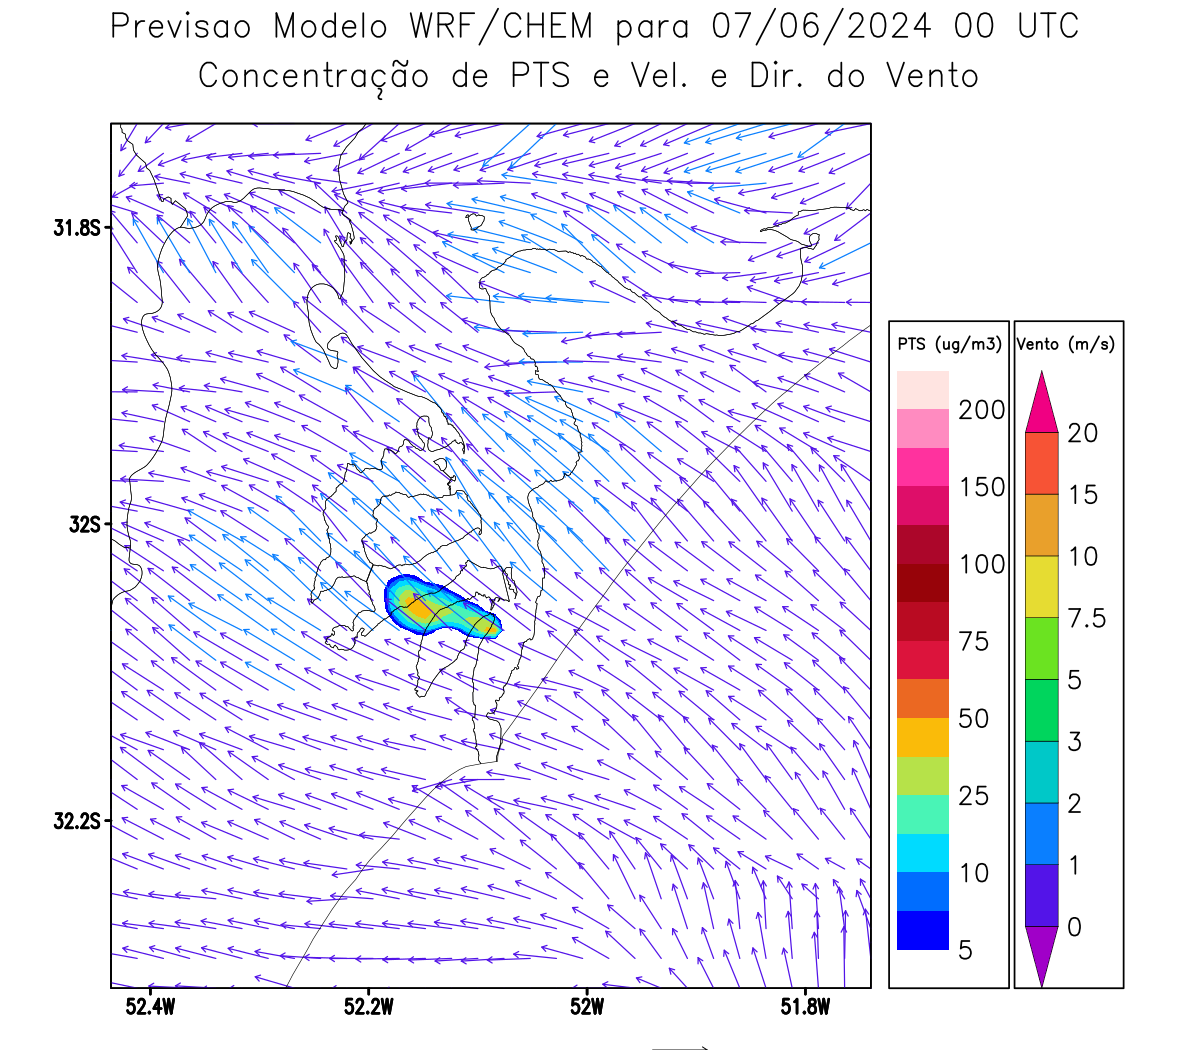 Previsao Modelo WRF/CHEM para 07/06/2024 00 UTC
Concentração de PTS e Vel. e Dir. do Vento
31.8S
32S
32.2S
52.4W
52.2W
52W
51.8W
PTS (ug/m3)
200
150
100
75
50
25
10
5
Vento (m/s)
20
15
10
7.5
5
3
2
1
0